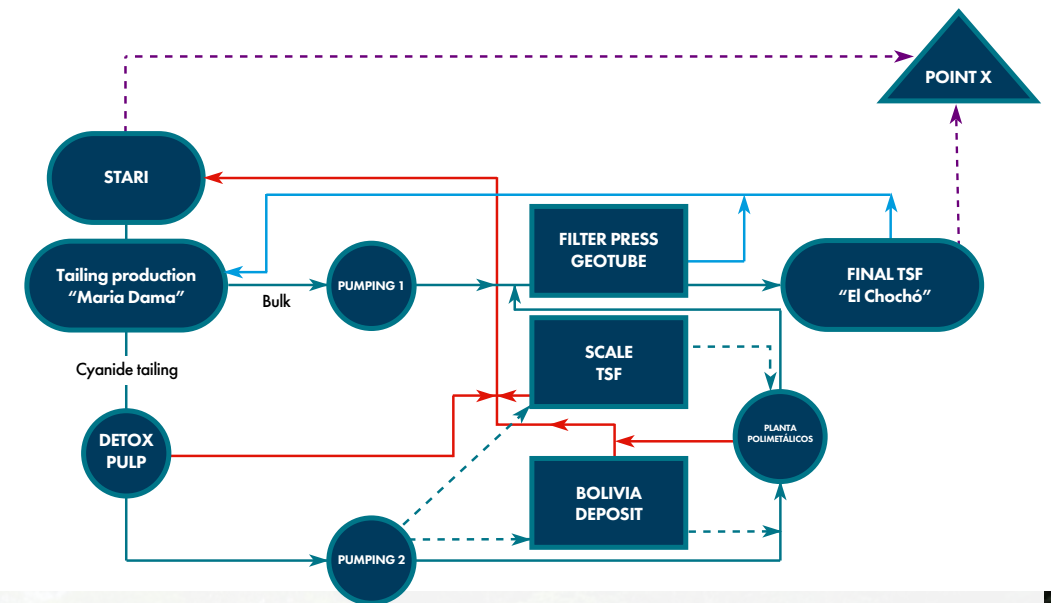 POINT X
STARI
FILTER PRESS
GEOTUBE
Tailing production
“Maria Dama”
PUMPING 1
FINAL TSF
“El Chochó”
Bulk
SCALE
TSF
Cyanide tailing
PLANTA
POLIMETÁLICOS
DETOX
PULP
BOLIVIA
DEPOSIT
PUMPING 2